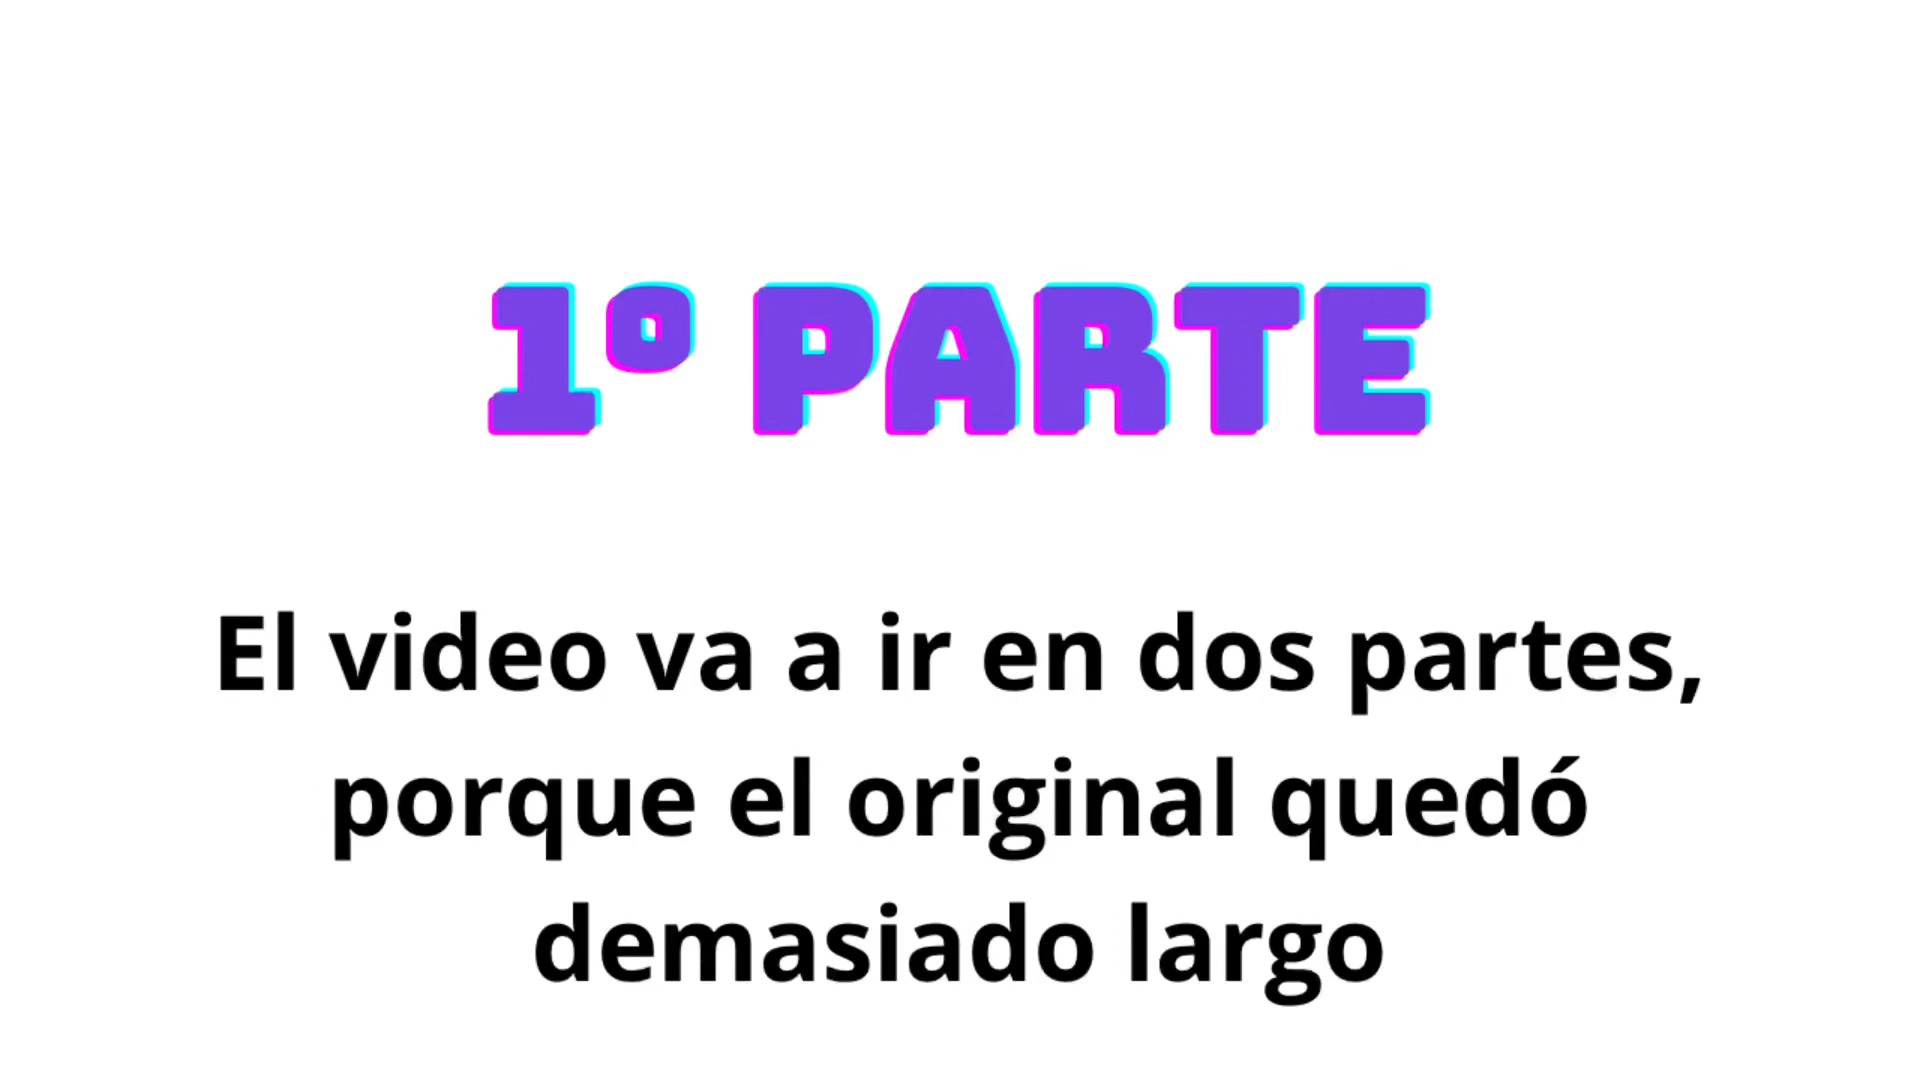 1º PARTE
El video va a ir en dos partes,
porque el original quedó
demasiado largo